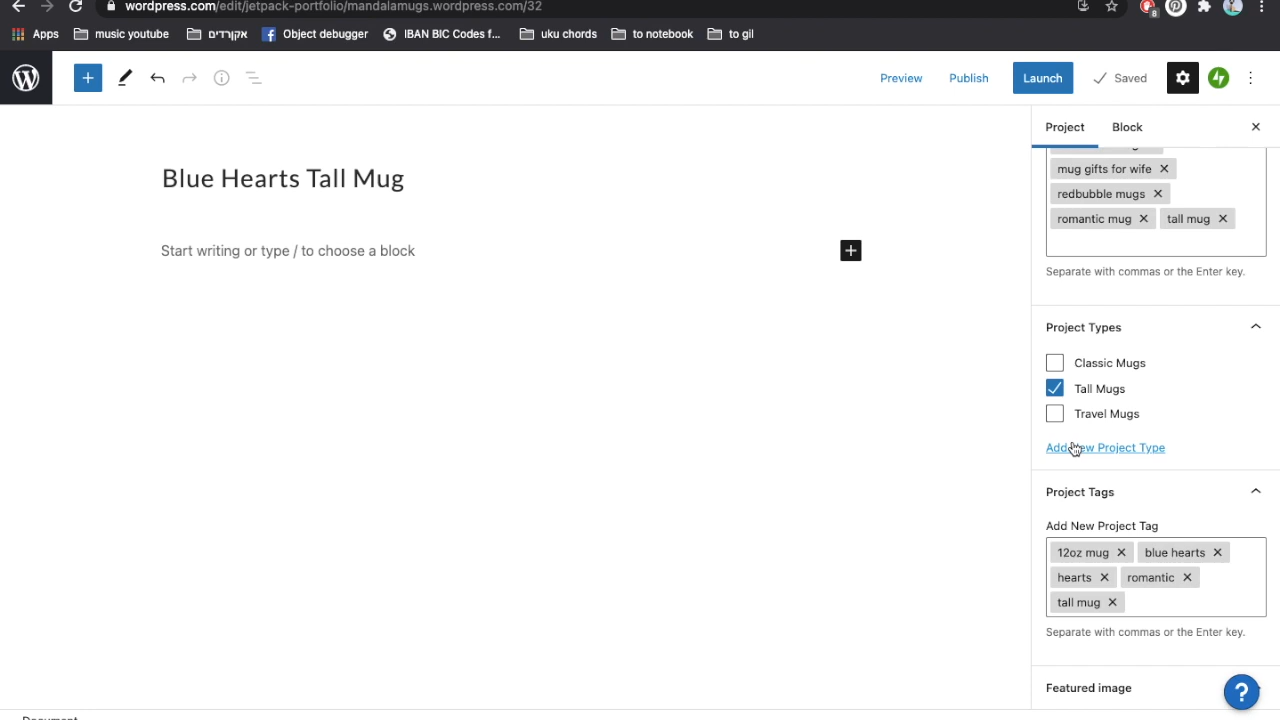 wordpress.com/edit/jetpack-portfolio/mandalamugs.wordpress.com/32
8
Apps music youtube אקורדים Object debugger IBAN BIC Codes f... uku chords to notebook to gil
Preview Publish Launch Saved
Project Block
mug gifts for wife
redbubble mugs
romantic mug tall mug
Separate with commas or the Enter key.
Blue Hearts Tall Mug
Start writing or type / to choose a block
Project Types
Classic Mugs
Tall Mugs
Travel Mugs
Add New Project Type
Project Tags
Add New Project Tag
12oz mug blue hearts
hearts romantic
tall mug
Separate with commas or the Enter key.
Featured image
?